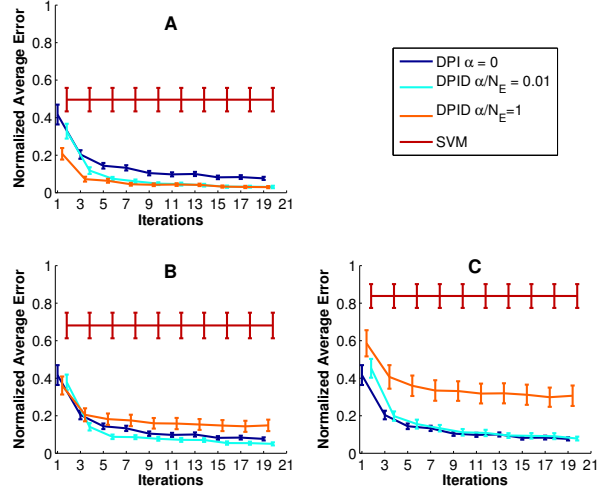 A
1
0.8
0.6
0.4
0.2
0
Normalized Average Error
1 3 5 7 9 11 13 15 17 19 21
Iterations
DPI α = 0
DPID α/N_E = 0.01
DPID α/N_E=1
SVM
B
1
0.8
0.6
0.4
0.2
0
Normalized Average Error
1 3 5 7 9 11 13 15 17 19 21
Iterations
C
1
0.8
0.6
0.4
0.2
0
Normalized Average Error
1 3 5 7 9 11 13 15 17 19 21
Iterations